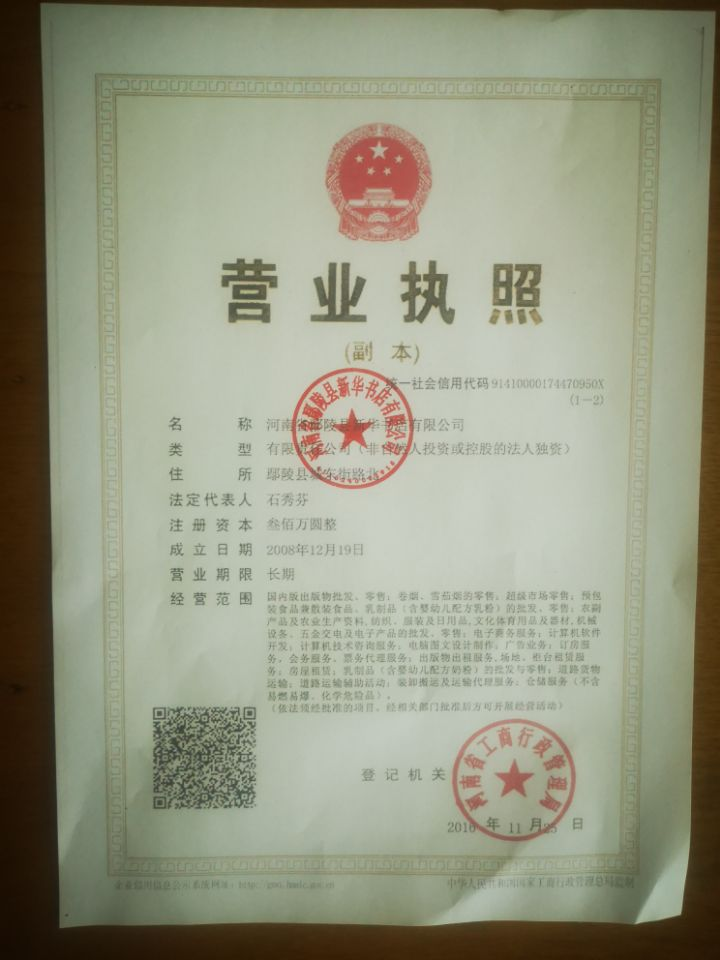 营业执照
(副本)
统一社会信用代码 91410000174470950X
(1-2)
名称 河南省鄢陵县新华书店有限公司
类型 有限责任公司（非自然人投资或控股的法人独资）
住所 鄢陵县城东街路北
法定代表人 石秀芬
注册资本 叁佰万圆整
成立日期 2008年12月19日
营业期限 长期
经营范围 国内版出版物批发、零售；卷烟、雪茄烟的零售；超级市场零售；预包
装食品兼散装食品、乳制品（含婴幼儿配方乳粉）的批发、零售；农副
产品及农业生产资料,纺织、服装及日用品,文化体育用品及器材,机械
设备、五金交电及电子产品的批发、零售；电子商务服务；计算机软件
开发；计算机技术咨询服务；电脑图文设计制作；广告业务；订房服
务，会务服务、票务代理服务；出版物出租服务,场地、柜台租赁服
务；房屋租赁；乳制品（含婴幼儿配方奶粉）的批发与零售；道路货物
运输；道路运输辅助活动；装卸搬运及运输代理服务；仓储服务（不含
易燃易爆、化学危险品）。
（依法须经批准的项目，经相关部门批准后方可开展经营活动）
河南省鄢陵县新华书店有限公司
登记机关
河南省工商行政管理局
2016 年 11 月 25 日
企业信用信息公示系统网址：
中华人民共和国国家工商行政管理总局监制